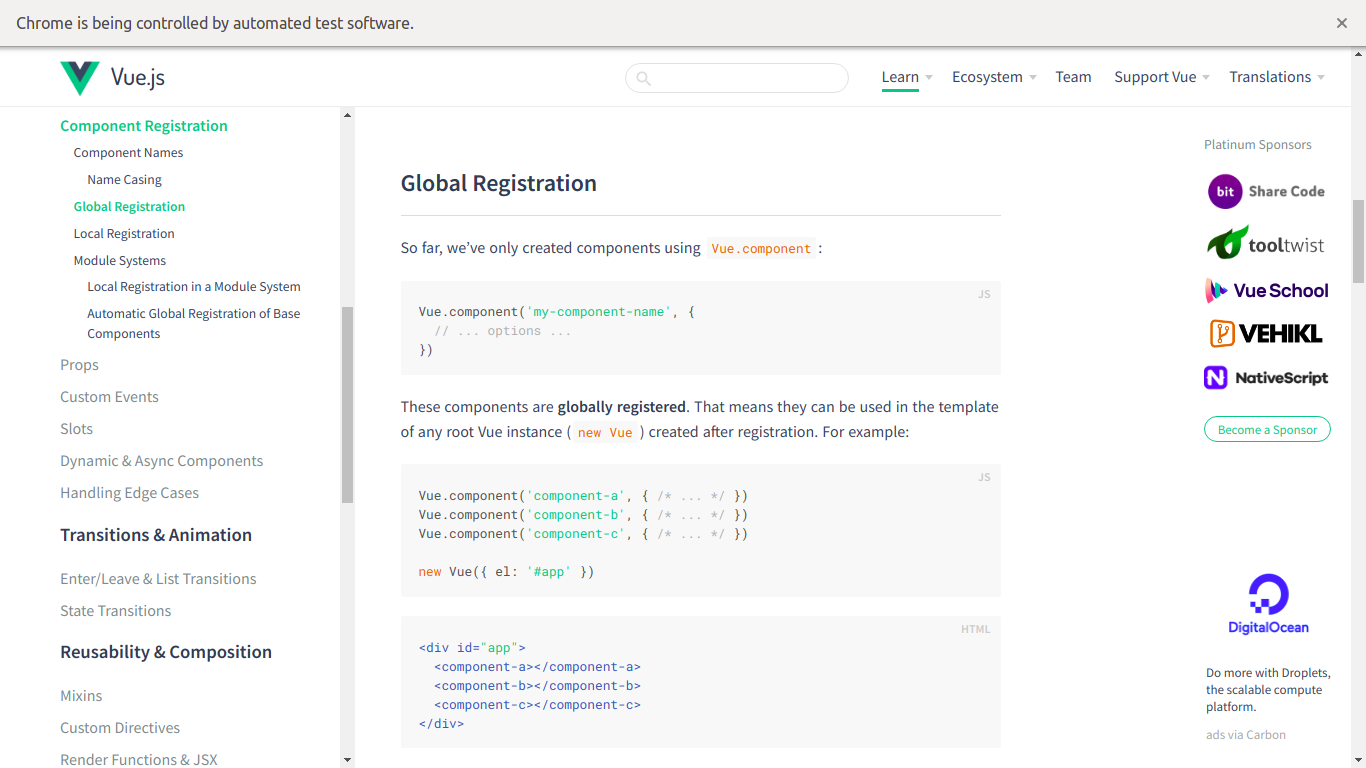 Chrome is being controlled by automated test software.
Vue.js
Learn
Ecosystem
Team
Support Vue
Translations
Component Registration
Component Names
Name Casing
Global Registration
Local Registration
Module Systems
Local Registration in a Module System
Automatic Global Registration of Base
Components
Props
Custom Events
Slots
Dynamic & Async Components
Handling Edge Cases
Transitions & Animation
Enter/Leave & List Transitions
State Transitions
Reusability & Composition
Mixins
Custom Directives
Render Functions & JSX
Global Registration
So far, we’ve only created components using Vue.component :
JS
Vue.component('my-component-name', {
  // ... options ...
})
These components are globally registered. That means they can be used in the template
of any root Vue instance ( new Vue ) created after registration. For example:
JS
Vue.component('component-a', { /* ... */ })
Vue.component('component-b', { /* ... */ })
Vue.component('component-c', { /* ... */ })
new Vue({ el: '#app' })
HTML
<div id="app">
  <component-a></component-a>
  <component-b></component-b>
  <component-c></component-c>
</div>
Platinum Sponsors
bit Share Code
tooltwist
Vue School
VEHIKL
N NativeScript
Become a Sponsor
DigitalOcean
Do more with Droplets,
the scalable compute
platform.
ads via Carbon